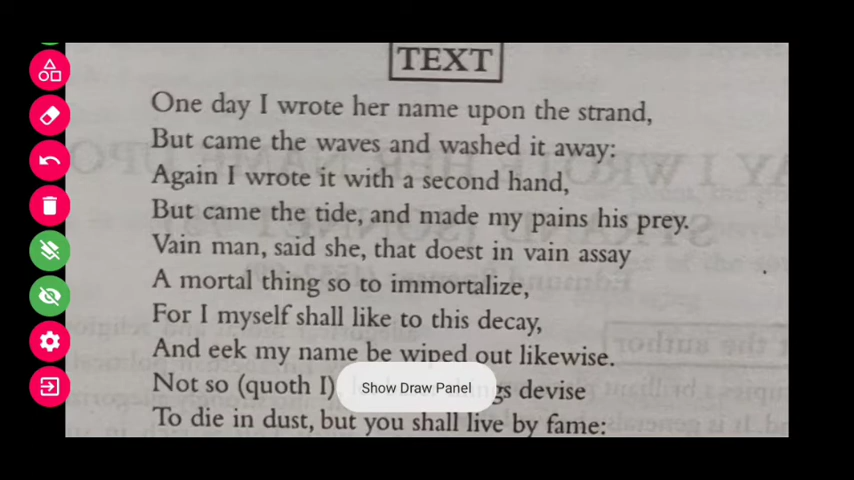 TEXT
One day I wrote her name upon the strand,
But came the waves and washed it away:
Again I wrote it with a second hand,
But came the tide, and made my pains his prey.
Vain man, said she, that doest in vain assay
A mortal thing so to immortalize,
For I myself shall like to this decay,
And eek my name be wiped out likewise.
Not so (quoth I) devise
Show Draw Panel
To die in dust, but you shall live by fame: